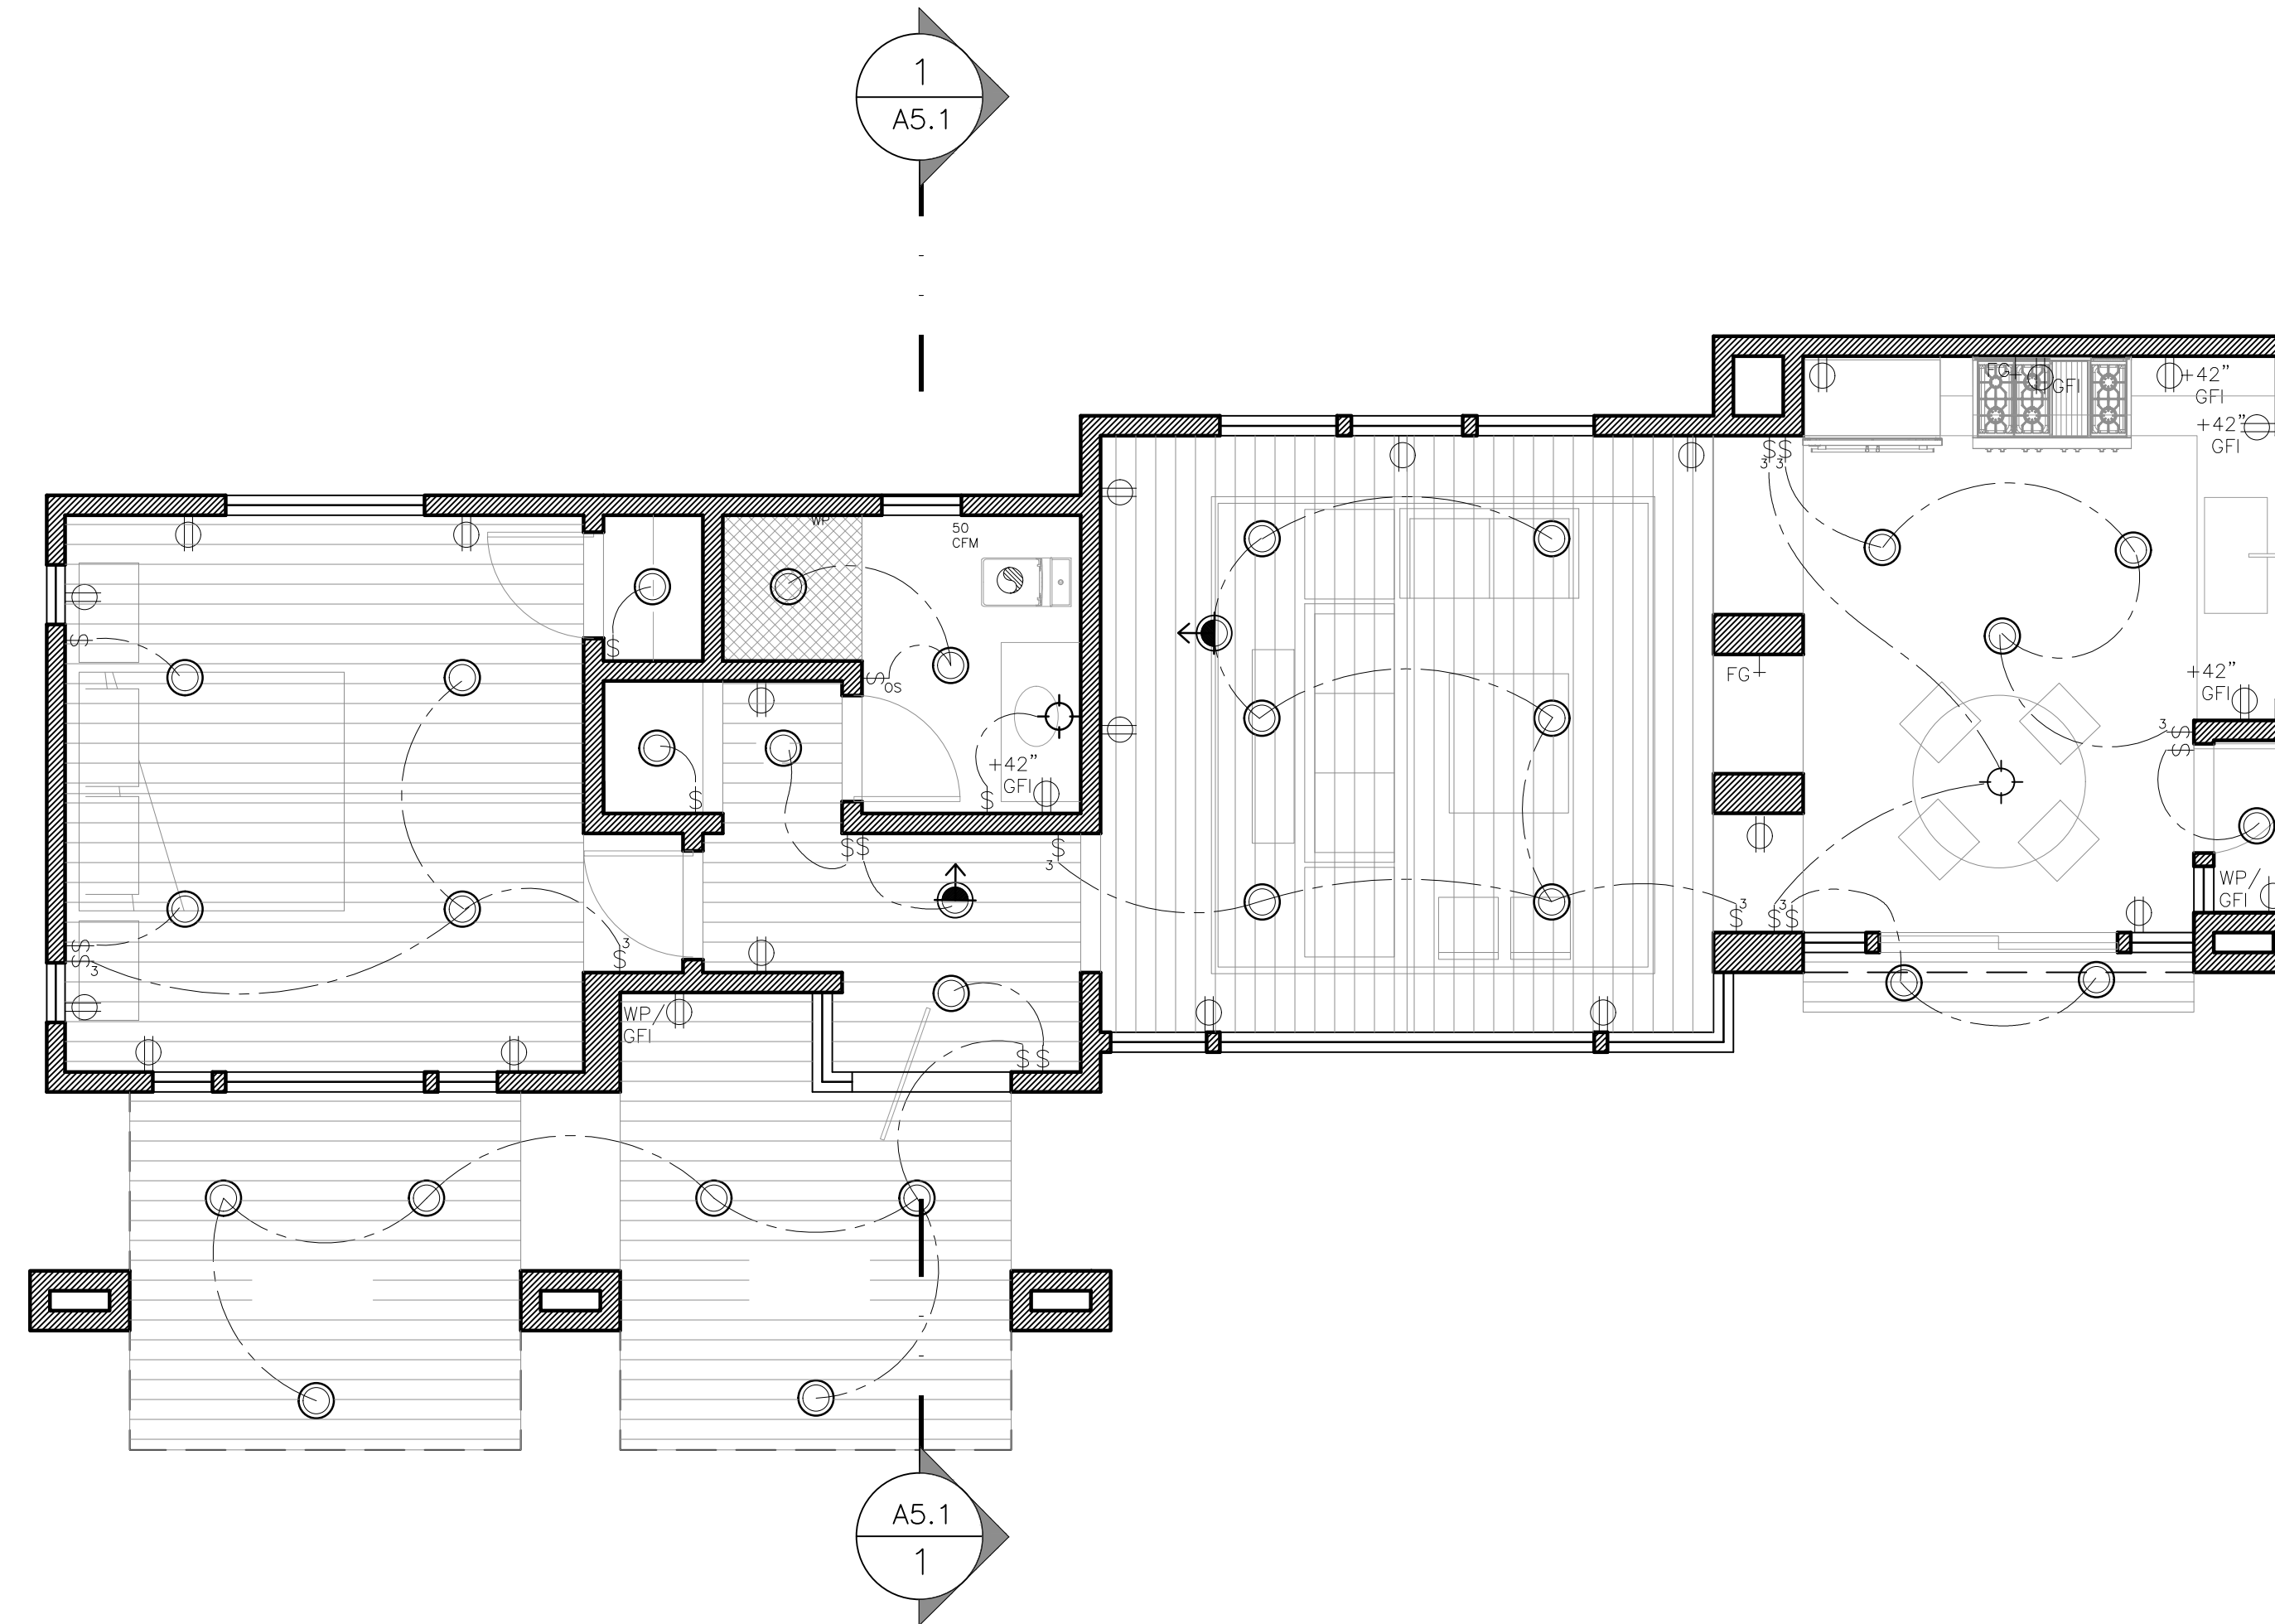 1
A5.1
FG
GFI
+42”
GFI
+42”
GFI
WP
50
CFM
$
$
3
3
$
$
OS
$
FG
+42”
GFI
3
$
$
+42”
GFI
$
$
$
$
$
3
WP/
GFI
$
$
3
$
3
$
3
$
3
$
WP/
GFI
$
$
A5.1
1